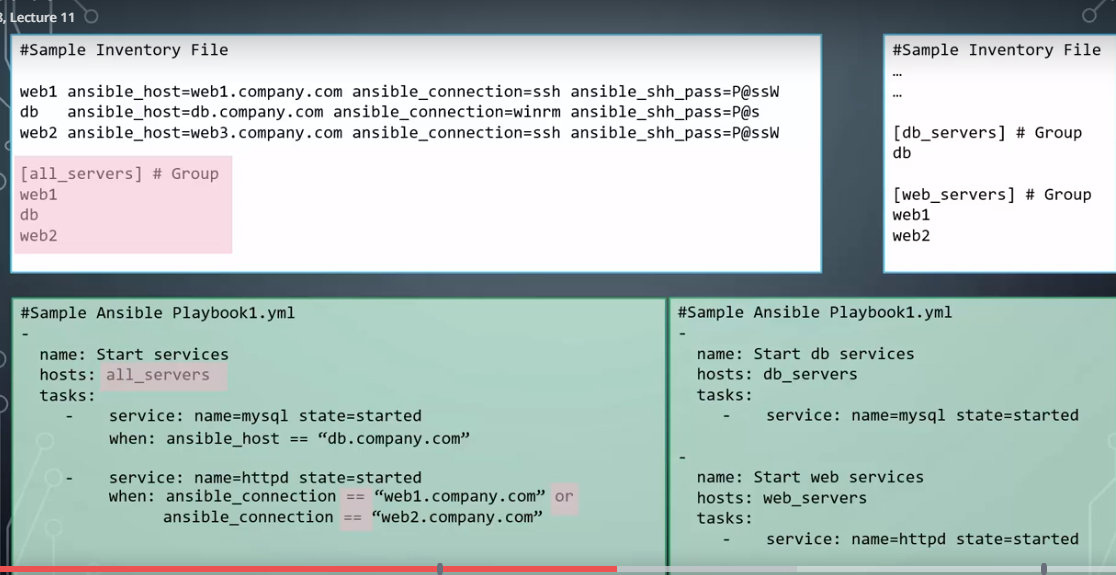 3, Lecture 11
#Sample Inventory File
web1 ansible_host=web1.company.com ansible_connection=ssh ansible_shh_pass=P@ssW
db ansible_host=db.company.com ansible_connection=winrm ansible_shh_pass=P@s
web2 ansible_host=web3.company.com ansible_connection=ssh ansible_shh_pass=P@ssW
[all_servers] # Group
web1
db
web2
#Sample Inventory File
…
…
[db_servers] # Group
db
[web_servers] # Group
web1
web2
#Sample Ansible Playbook1.yml
-
name: Start services
hosts: all_servers
tasks:
- service: name=mysql state=started
when: ansible_host == “db.company.com”
- service: name=httpd state=started
when: ansible_connection == “web1.company.com” or
ansible_connection == “web2.company.com”
#Sample Ansible Playbook1.yml
-
name: Start db services
hosts: db_servers
tasks:
- service: name=mysql state=started
-
name: Start web services
hosts: web_servers
tasks:
- service: name=httpd state=started